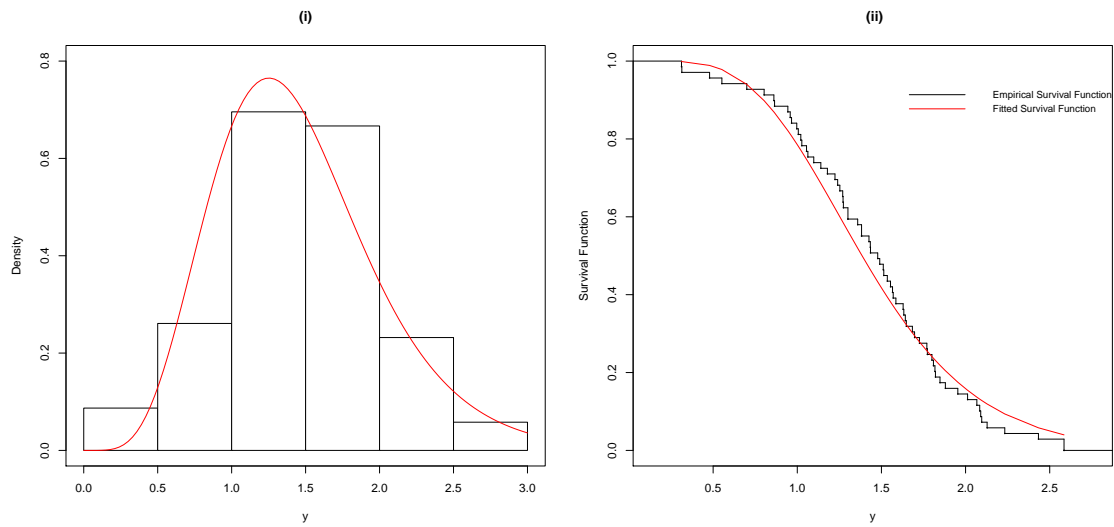 (i)
Density
0.8
0.6
0.4
0.2
0.0
0.0 0.5 1.0 1.5 2.0 2.5 3.0
y
(ii)
Survival Function
1.0
0.8
0.6
0.4
0.2
0.0
Empirical Survival Function
Fitted Survival Function
0.5 1.0 1.5 2.0 2.5
y